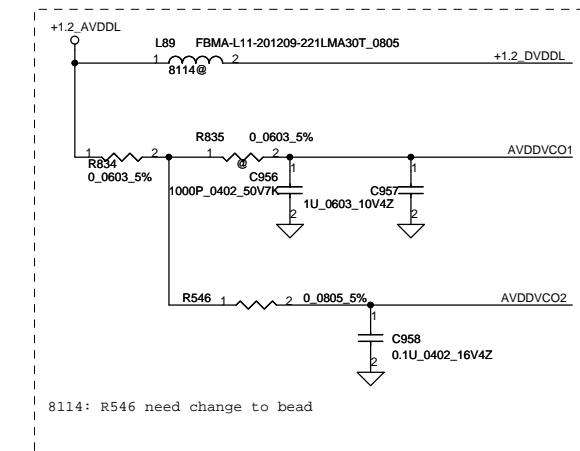 +1.2_AVDDL
L89 FBMA-L11-201209-221LMA30T_0805
1 2 +1.2_DVDDL
8114@
R835 0_0603_5%
1 2 1 2 AVDDVCO1
R834 @
0_0603_5% C956 1 1
1000P_0402_50V7K C957
1U_0603_10V4Z
2 2
R546 1 2 0_0805_5% AVDDVCO2
1
C958
0.1U_0402_16V4Z
2
8114: R546 need change to bead